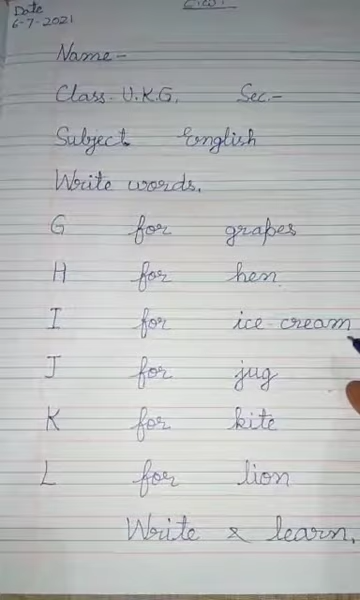 Date
6-7-2021
C.W.
Name-
Class- U.K.G. Sec.-
Subject English
Write words.
G for grapes
H for hen
I for ice-cream
J for jug
K for kite
L for lion
Write & learn.